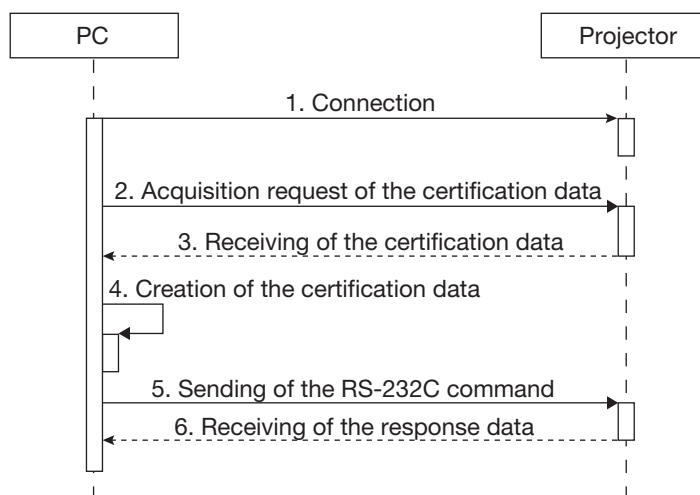 PC
Projector
1. Connection
2. Acquisition request of the certification data
3. Receiving of the certification data
4. Creation of the certification data
5. Sending of the RS-232C command
6. Receiving of the response data